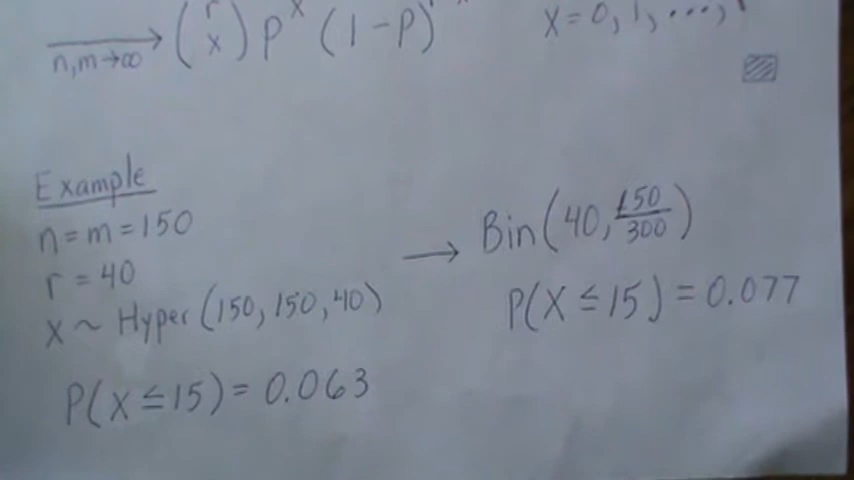 n,m→∞ → (r x) p^x (1-p) x=0,1,...,
Example
n=m=150
r=40
x ~ Hyper(150,150,40)
P(x≤15)=0.063
→ Bin(40, 150/300)
P(X≤15)=0.077